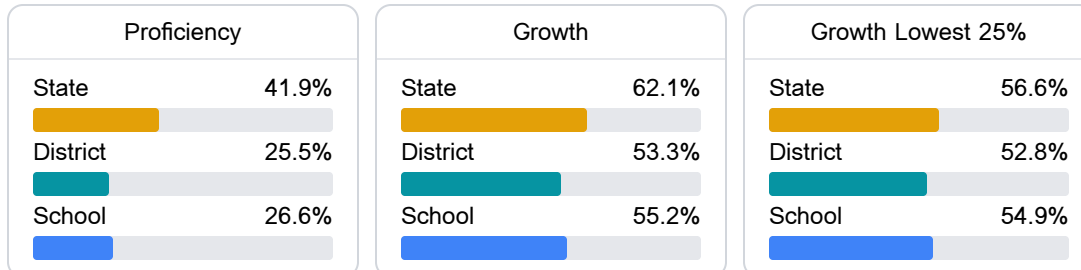 Proficiency
State 41.9%
District 25.5%
School 26.6%
Growth
State 62.1%
District 53.3%
School 55.2%
Growth Lowest 25%
State 56.6%
District 52.8%
School 54.9%